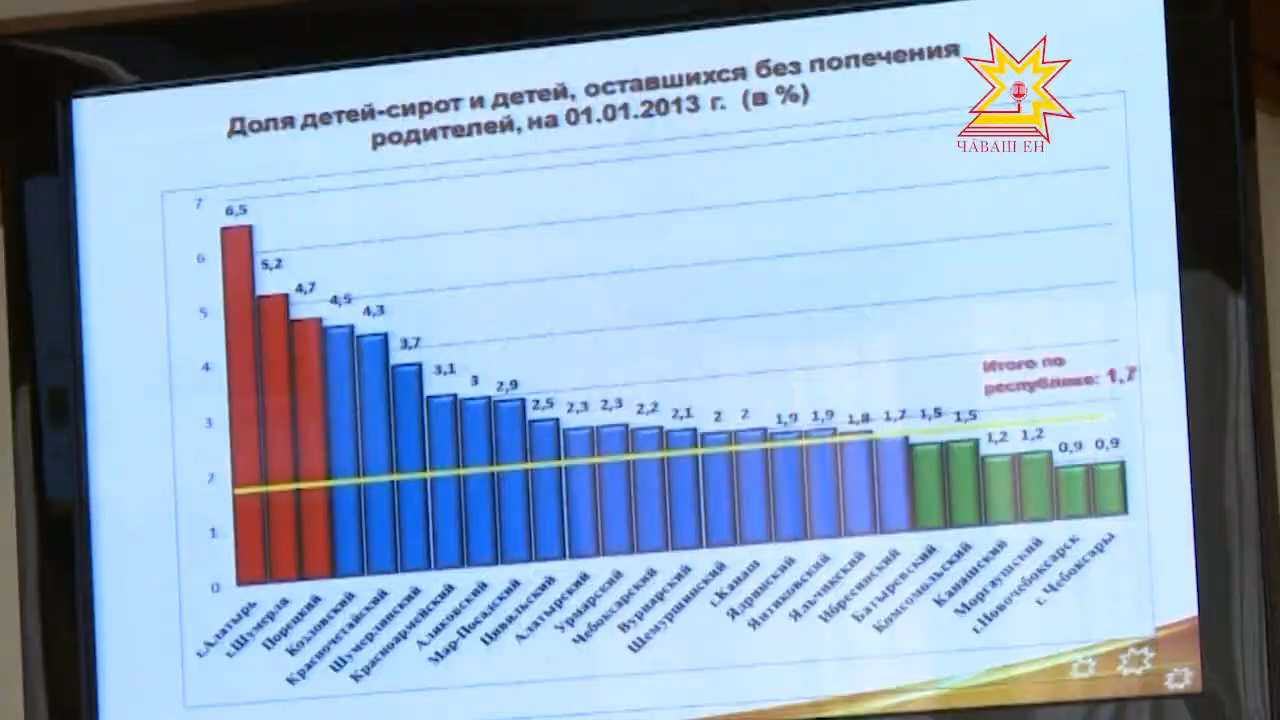 Доля детей-сирот и детей, оставшихся без попечения
родителей, на 01.01.2013 г. (в %)
ЧӐВАШ ЕН
7
6
5
4
3
2
1
0
6,5
5,2
4,7
4,5
4,3
3,7
3,1
3
2,9
2,5
2,3
2,3
2,2
2,1
2
2
1,9
1,9
1,8
1,7
1,5
1,5
1,2
1,2
0,9
0,9
Итого по
республике: 1,7
г.Алатырь
г.Шумерля
Порецкий
Козловский
Красночетайский
Шумерлинский
Красноармейский
Аликовский
Мар-Посадский
Цивильский
Алатырский
Урмарский
Чебоксарский
Вурнарский
Шемуршинский
г.Канаш
Ядринский
Янтиковский
Яльчикский
Ибресинский
Батыревский
Комсомольский
Канашский
Моргаушский
г.Новочебоксарск
г. Чебоксары